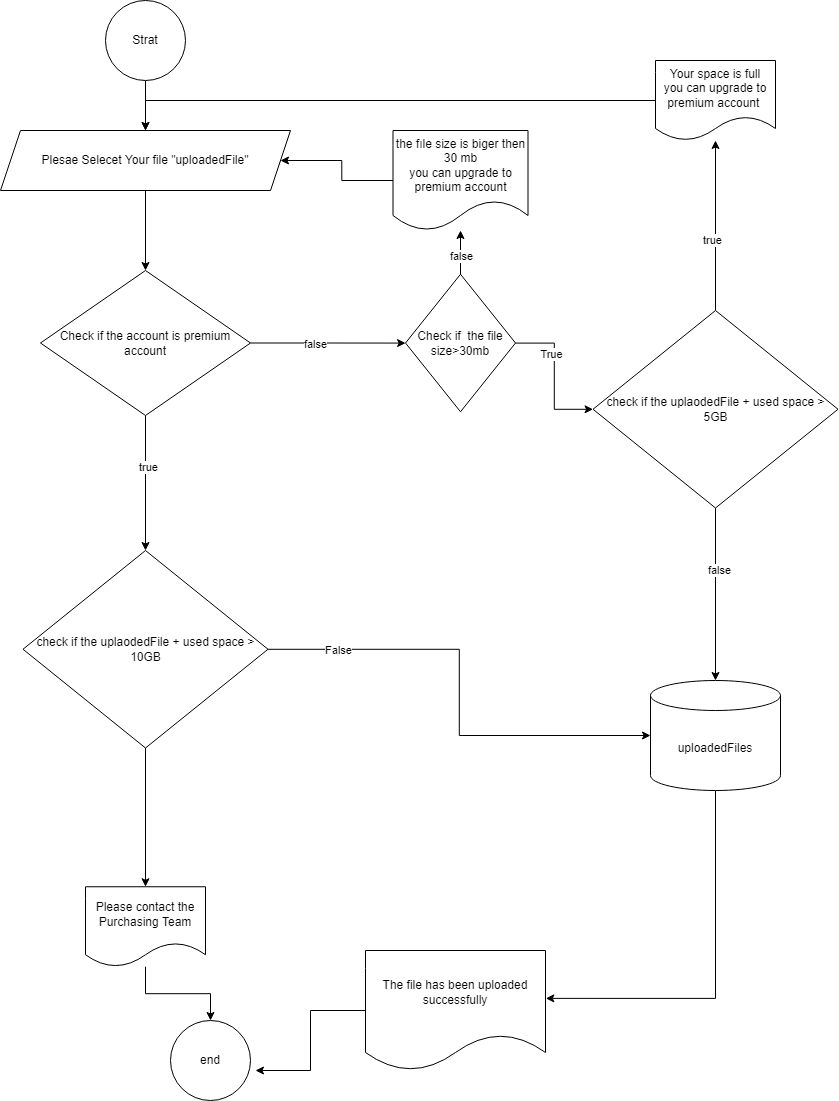 Strat
Your space is full
you can upgrade to
premium account
Plesae Selecet Your file "uploadedFile"
the file size is biger then
30 mb
you can upgrade to
premium account
true
false
Check if the account is premium
account
false
Check if  the file
size>30mb
True
check if the uplaodedFile + used space >
5GB
true
false
check if the uplaodedFile + used space >
10GB
False
uploadedFiles
Please contact the
Purchasing Team
The file has been uploaded
successfully
end